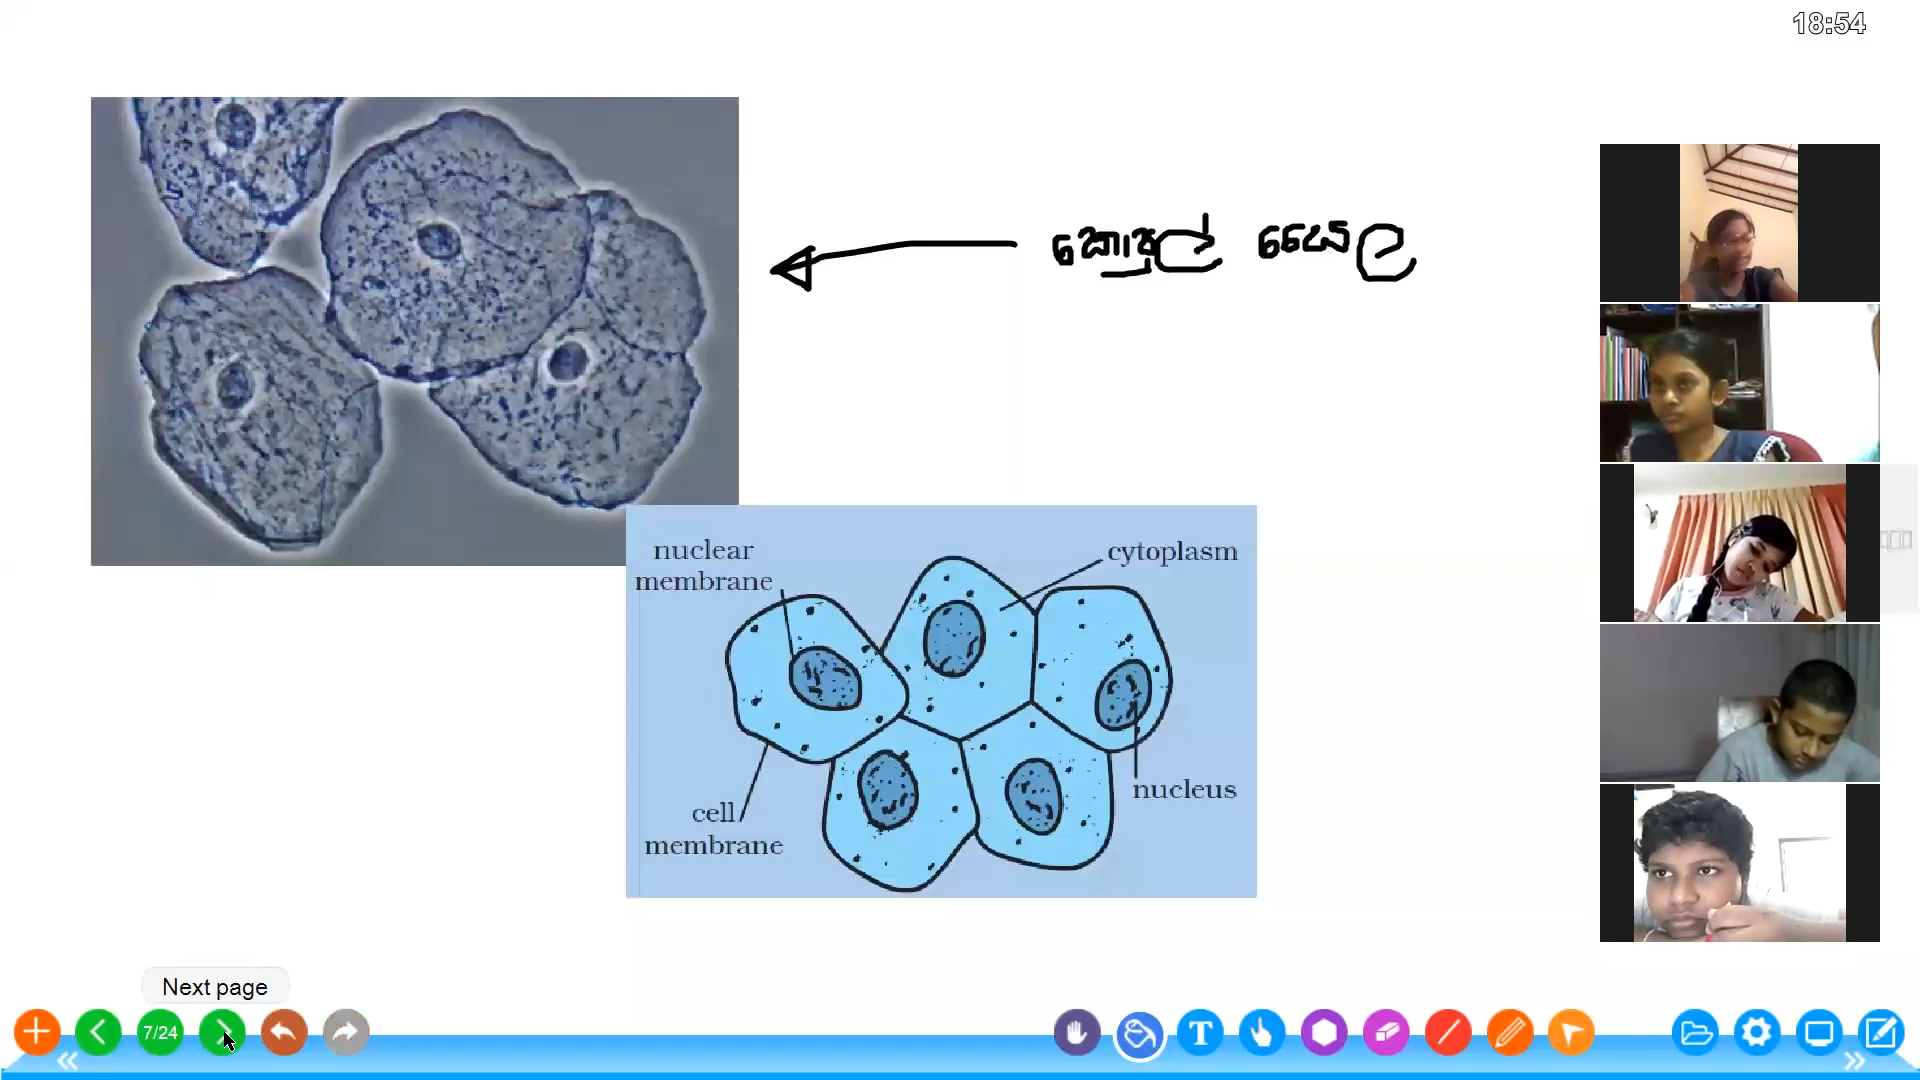 18:54
කොපුල් සෛල
nuclear
membrane
cytoplasm
nucleus
cell
membrane
Next page
7/24
T